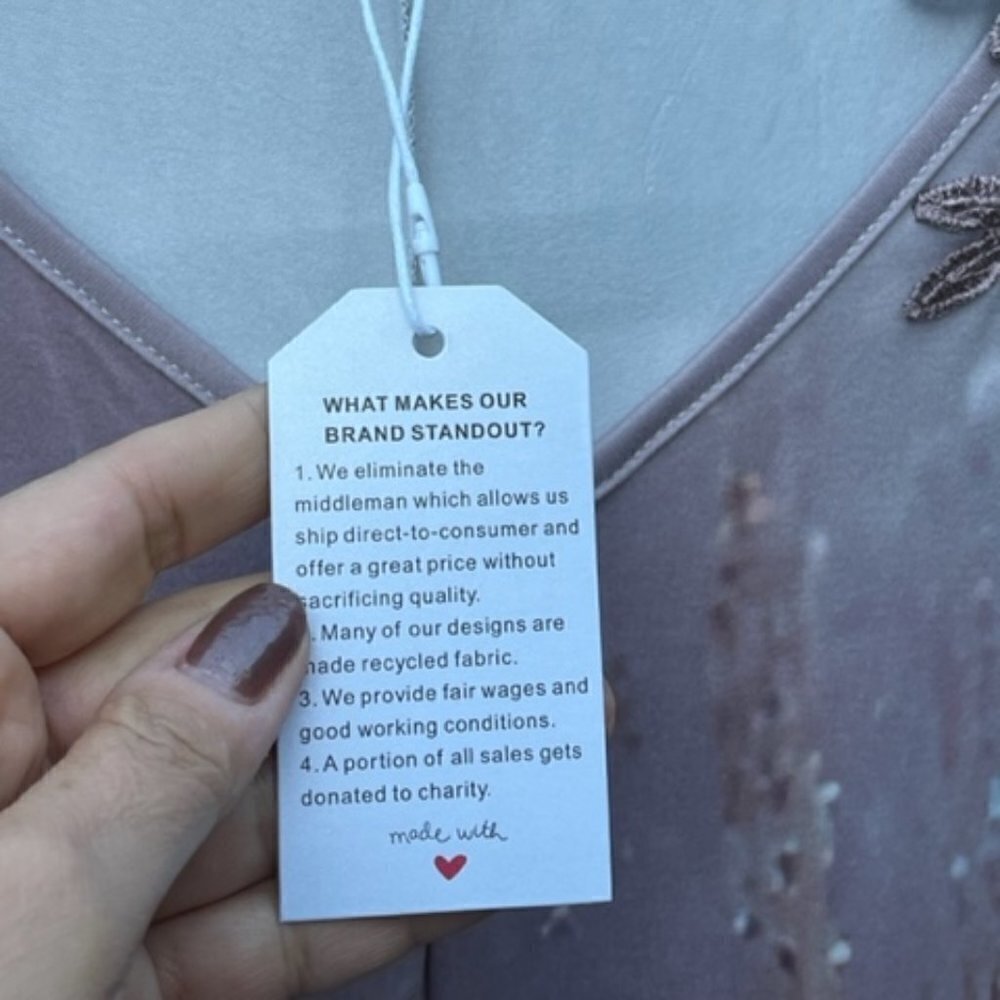 WHAT MAKES OUR
BRAND STANDOUT?
1. We eliminate the
middleman which allows us
ship direct-to-consumer and
offer a great price without
sacrificing quality.
. Many of our designs are
made recycled fabric.
3. We provide fair wages and
good working conditions.
4. A portion of all sales gets
donated to charity.
made with